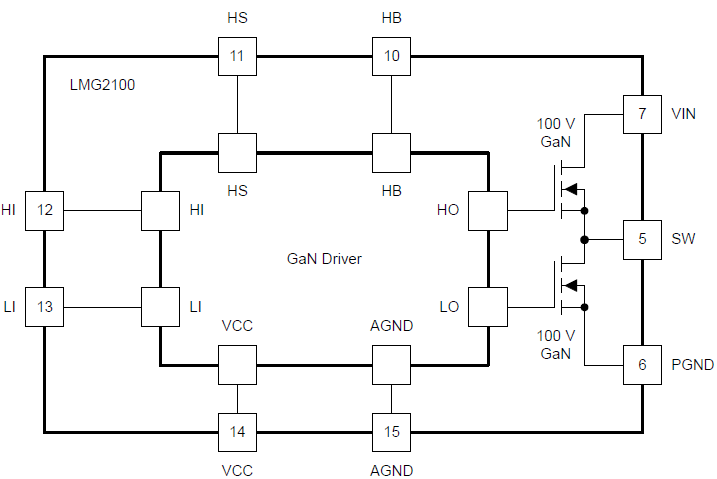 HS
HB
11
10
LMG2100
7
VIN
100 V
GaN
HS
HB
HI
12
HI
HO
5
SW
GaN Driver
LI
13
LI
LO
VCC
AGND
100 V
GaN
6
PGND
14
15
VCC
AGND